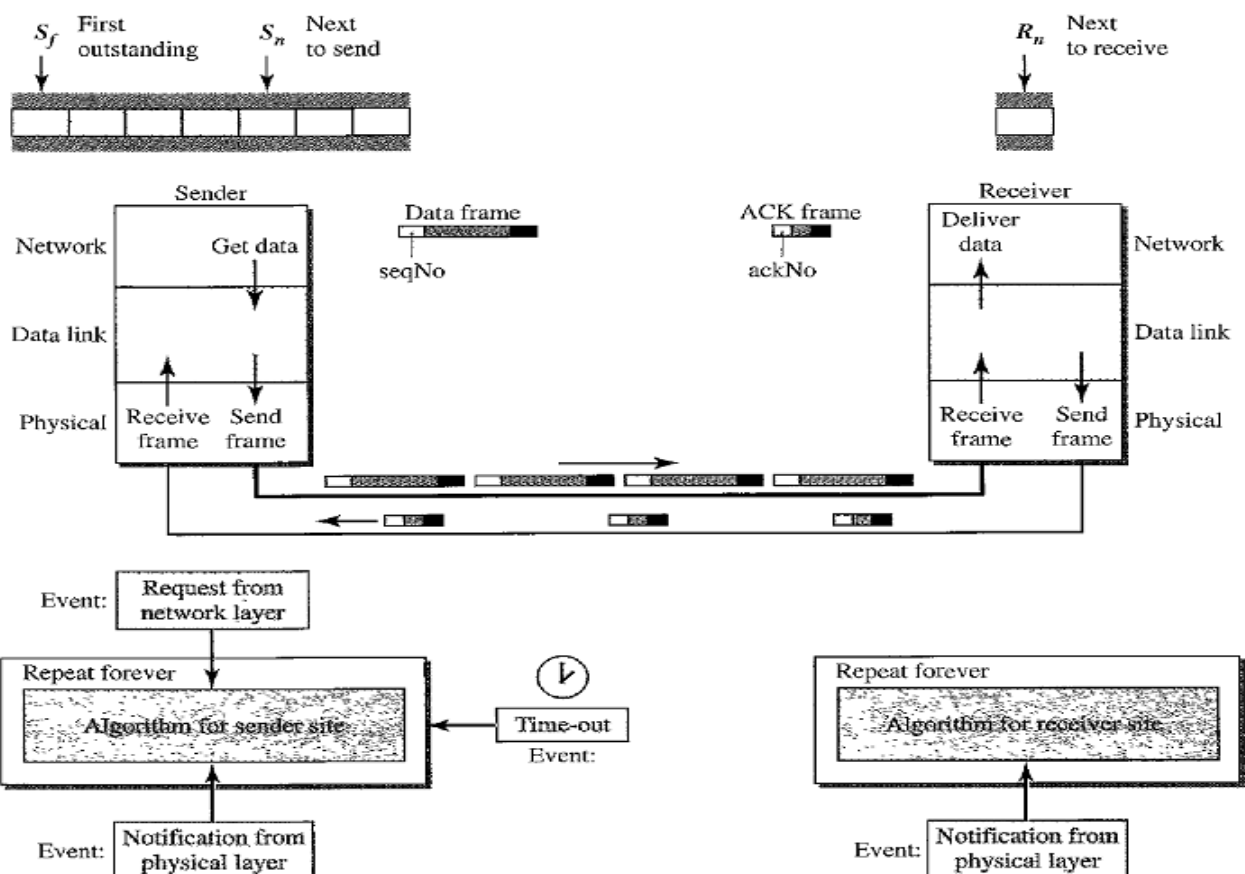 S_f First
outstanding
S_n Next
to send
R_n Next
to receive
Sender
Receiver
Network
Get data
Data frame
seqNo
ACK frame
ackNo
Deliver
data
Network
Data link
Data link
Physical
Receive
frame
Send
frame
Receive
frame
Send
frame
Physical
Event:
Request from
network layer
Repeat forever
Algorithm for sender site
Time-out
Event:
Repeat forever
Algorithm for receiver site
Event:
Notification from
physical layer
Event:
Notification from
physical layer